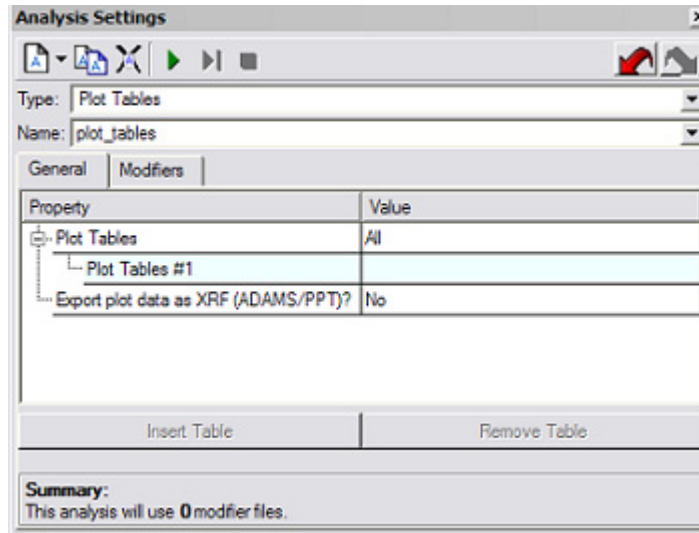 Analysis Settings
Type: Plot Tables
Name: plot_tables
General Modifiers
Property Value
Plot Tables All
Plot Tables #1
Export plot data as XRF (ADAMS/PPT)? No
Insert Table Remove Table
Summary:
This analysis will use 0 modifier files.